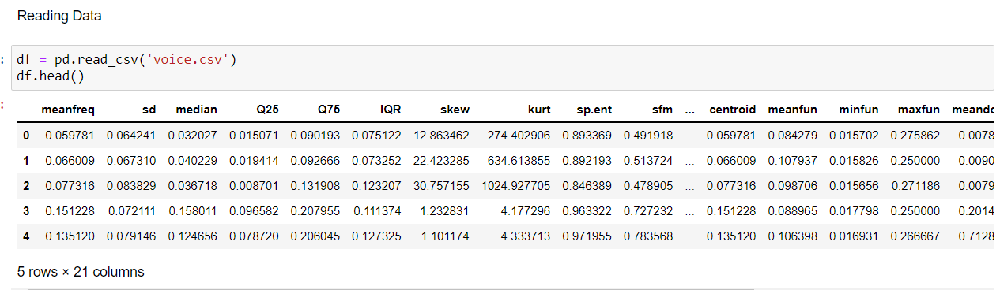 Reading Data
: df = pd.read_csv('voice.csv')
df.head()
:
meanfreq sd median Q25 Q75 IQR skew kurt sp.ent sfm ... centroid meanfun minfun maxfun meandc
0 0.059781 0.064241 0.032027 0.015071 0.090193 0.075122 12.863462 274.402906 0.893369 0.491918 ... 0.059781 0.084279 0.015702 0.275862 0.0078
1 0.066009 0.067310 0.040229 0.019414 0.092666 0.073252 22.423285 634.613855 0.892193 0.513724 ... 0.066009 0.107937 0.015826 0.250000 0.0090
2 0.077316 0.083829 0.036718 0.008701 0.131908 0.123207 30.757155 1024.927705 0.846389 0.478905 ... 0.077316 0.098706 0.015656 0.271186 0.0079
3 0.151228 0.072111 0.158011 0.096582 0.207955 0.111374 1.232831 4.177296 0.963322 0.727232 ... 0.151228 0.088965 0.017798 0.250000 0.2014
4 0.135120 0.079146 0.124656 0.078720 0.206045 0.127325 1.101174 4.333713 0.971955 0.783568 ... 0.135120 0.106398 0.016931 0.266667 0.7128
5 rows × 21 columns